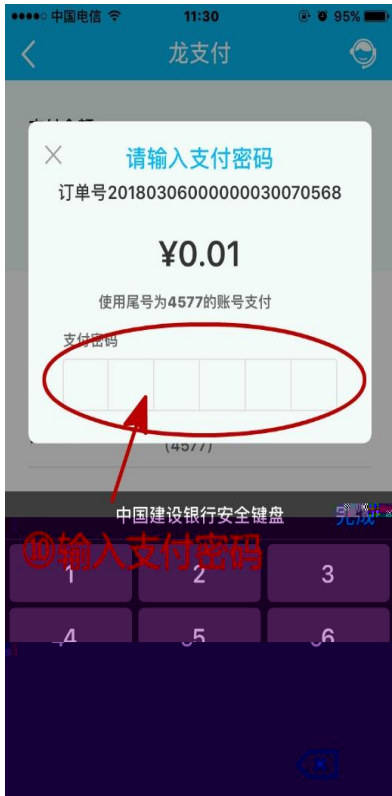 中国电信 11:30 95%
龙支付
请输入支付密码
订单号20180306000000030070568
¥0.01
使用尾号为4577的账号支付
支付密码
(4577)
中国建设银行安全键盘 完成
⑩输入支付密码
1 2 3
4 5 6